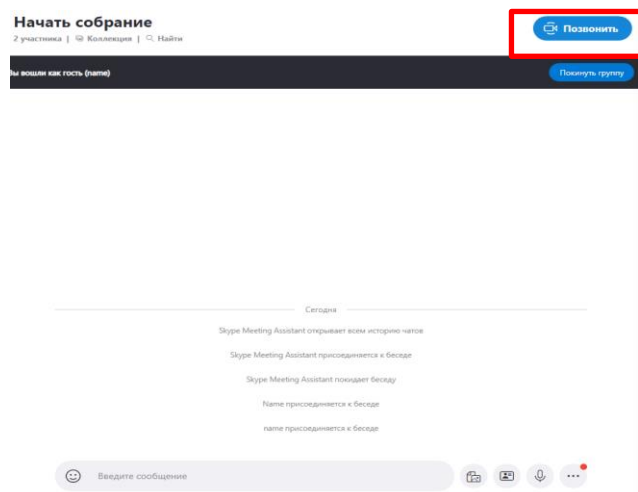 Начать собрание
2 участника | Коллекция | Найти
Позвонить
Вы вошли как гость (name)
Покинуть группу
Сегодня
Skype Meeting Assistant открывает всем историю чатов
Skype Meeting Assistant присоединяется к беседе
Skype Meeting Assistant покидает беседу
Name присоединяется к беседе
name присоединяется к беседе
Введите сообщение